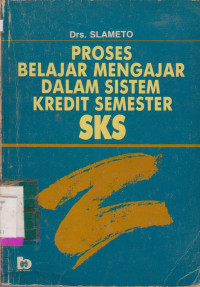 Drs. SLAMETO
PROSES
BELAJAR MENGAJAR
DALAM SISTEM
KREDIT SEMESTER
SKS